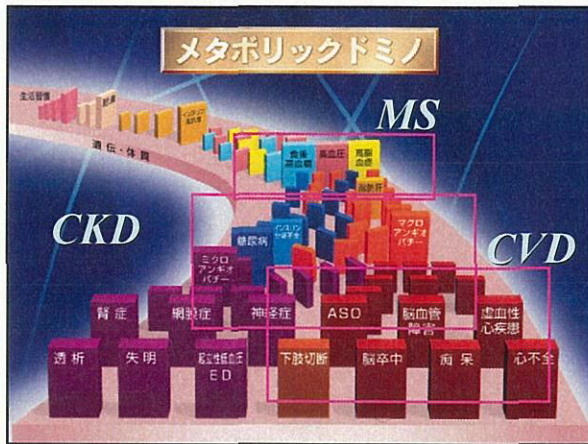 メタボリックドミノ
生活習慣
肥満
インスリン
抵抗性
遺伝・体質
MS
食後
高血糖
高血圧
高脂
血症
脂肪肝
CKD
CVD
糖尿病
インスリン
分泌不全
マクロ
アンギオ
パチー
ミクロ
アンギオ
パチー
腎症
網膜症
神経症
ASO
脳血管
障害
虚血性
心疾患
透析
失明
起立性低血圧
ED
下肢切断
脳卒中
痴呆
心不全